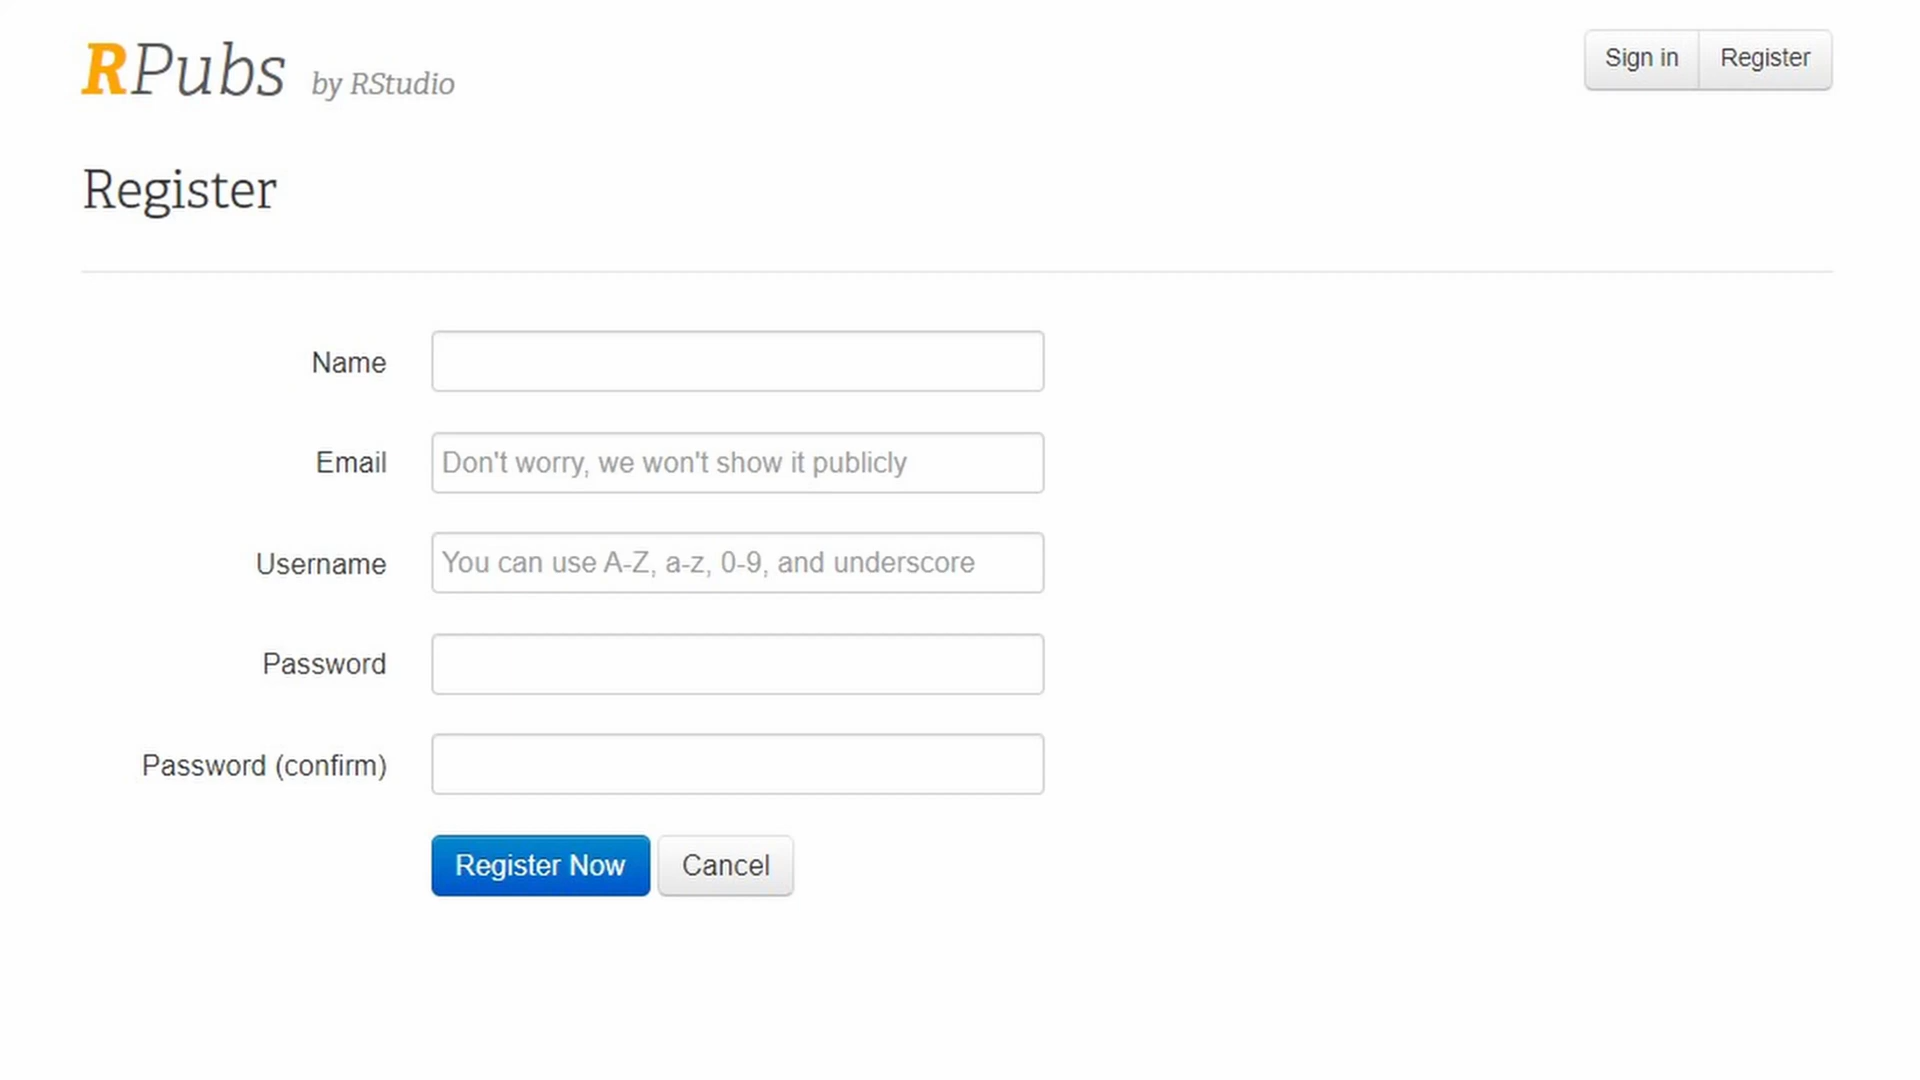 RPubs by RStudio
Sign in Register
Register
Name
Email Don't worry, we won't show it publicly
Username You can use A-Z, a-z, 0-9, and underscore
Password
Password (confirm)
Register Now Cancel